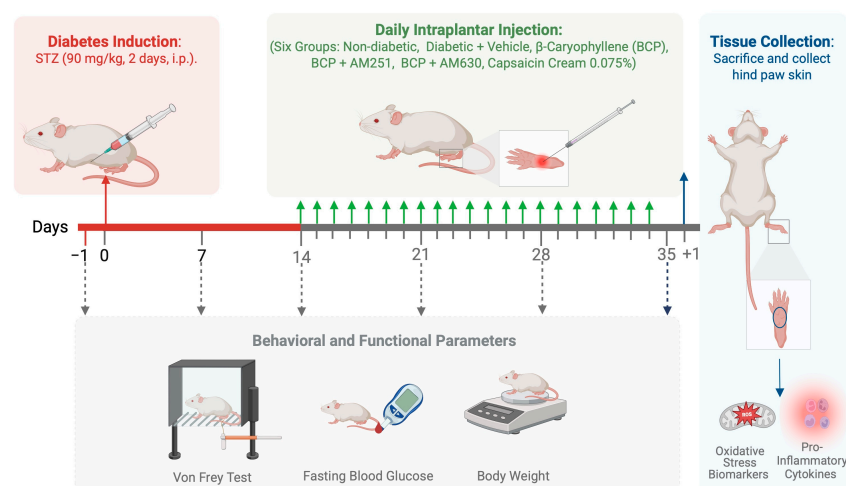 Diabetes Induction:
STZ (90 mg/kg, 2 days, i.p.).
Daily Intraplantar Injection:
(Six Groups: Non-diabetic, Diabetic + Vehicle, β-Caryophyllene (BCP),
BCP + AM251, BCP + AM630, Capsaicin Cream 0.075%)
Tissue Collection:
Sacrifice and collect
hind paw skin
Days
−1 0 7 14 21 28 35 +1
Behavioral and Functional Parameters
Von Frey Test
Fasting Blood Glucose
Body Weight
ROS
Oxidative
Stress
Biomarkers
Pro-
Inflammatory
Cytokines